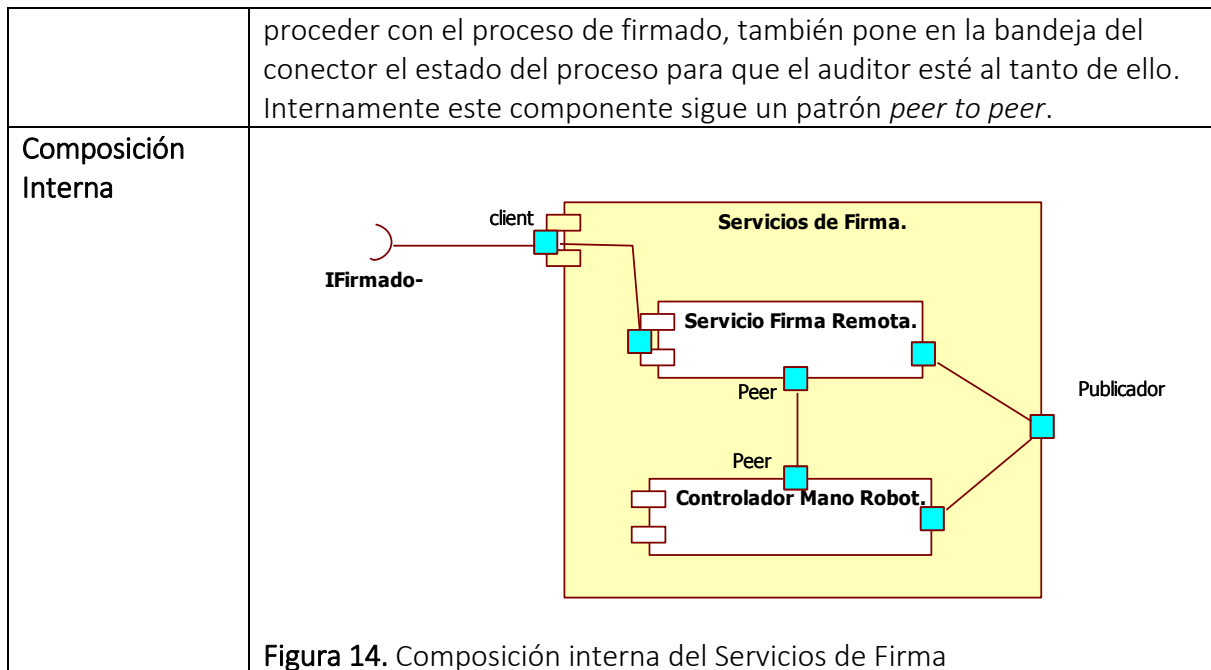 proceder con el proceso de firmado, también pone en la bandeja del
conector el estado del proceso para que el auditor esté al tanto de ello.
Internamente este componente sigue un patrón peer to peer.
Composición
Interna
client
Servicios de Firma.
IFirmado-
Servicio Firma Remota.
Peer
Publicador
Peer
Controlador Mano Robot.
Figura 14. Composición interna del Servicios de Firma